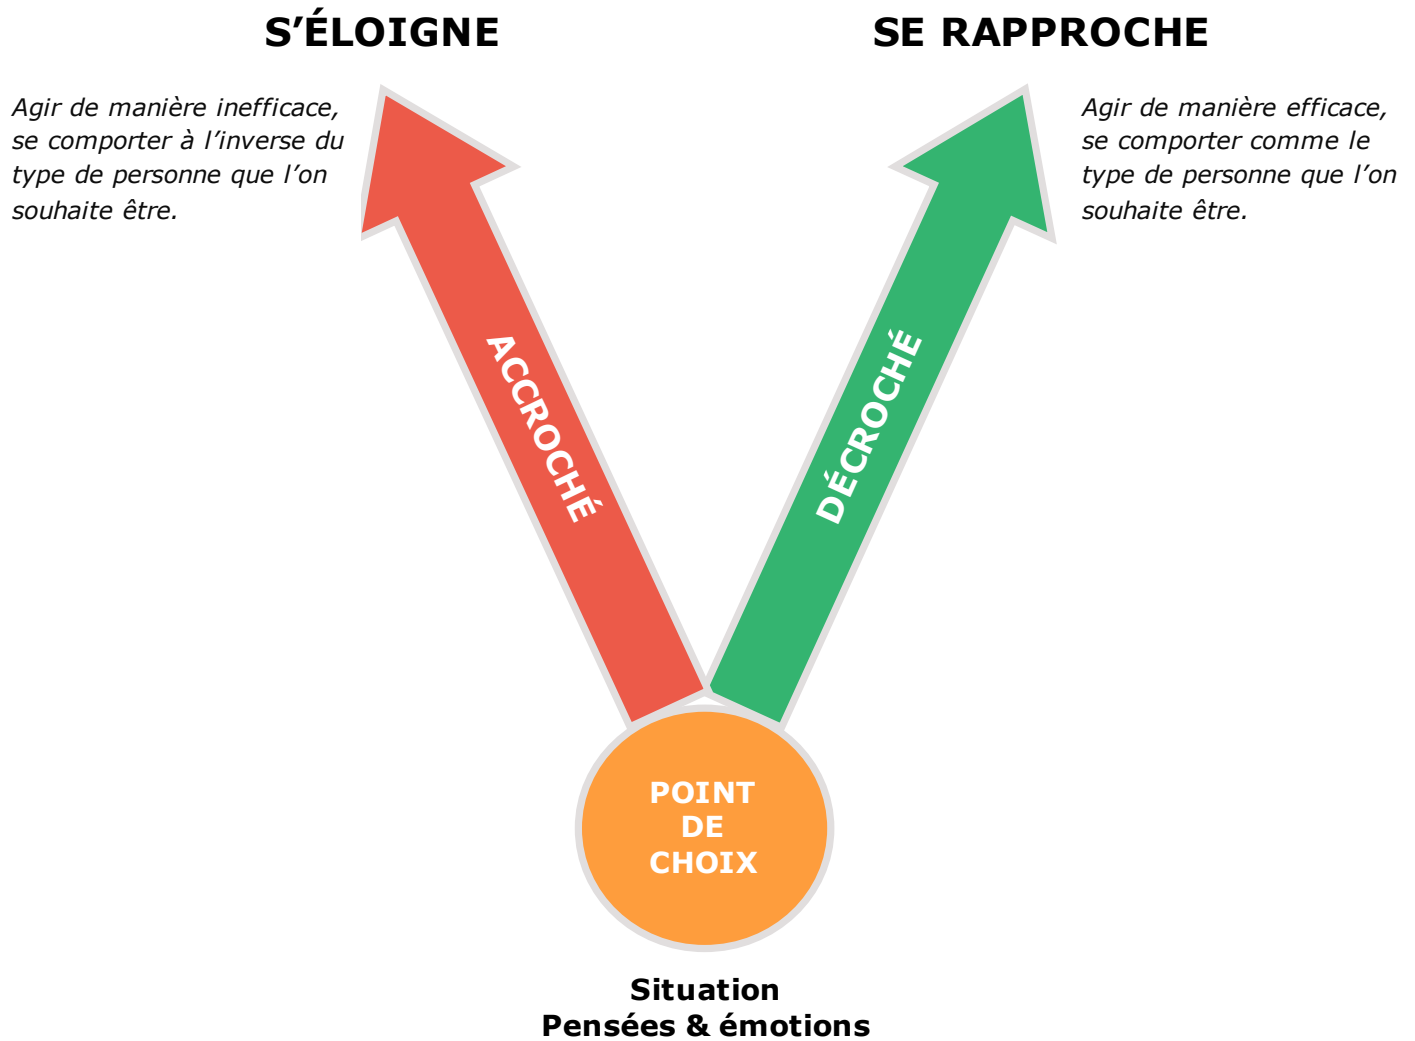 S’ÉLOIGNE
SE RAPPROCHE
Agir de manière inefficace,
se comporter à l’inverse du
type de personne que l’on
souhaite être.
Agir de manière efficace,
se comporter comme le
type de personne que l’on
souhaite être.
ACCROCHÉ
DÉCROCHÉ
POINT
DE
CHOIX
Situation
Pensées & émotions